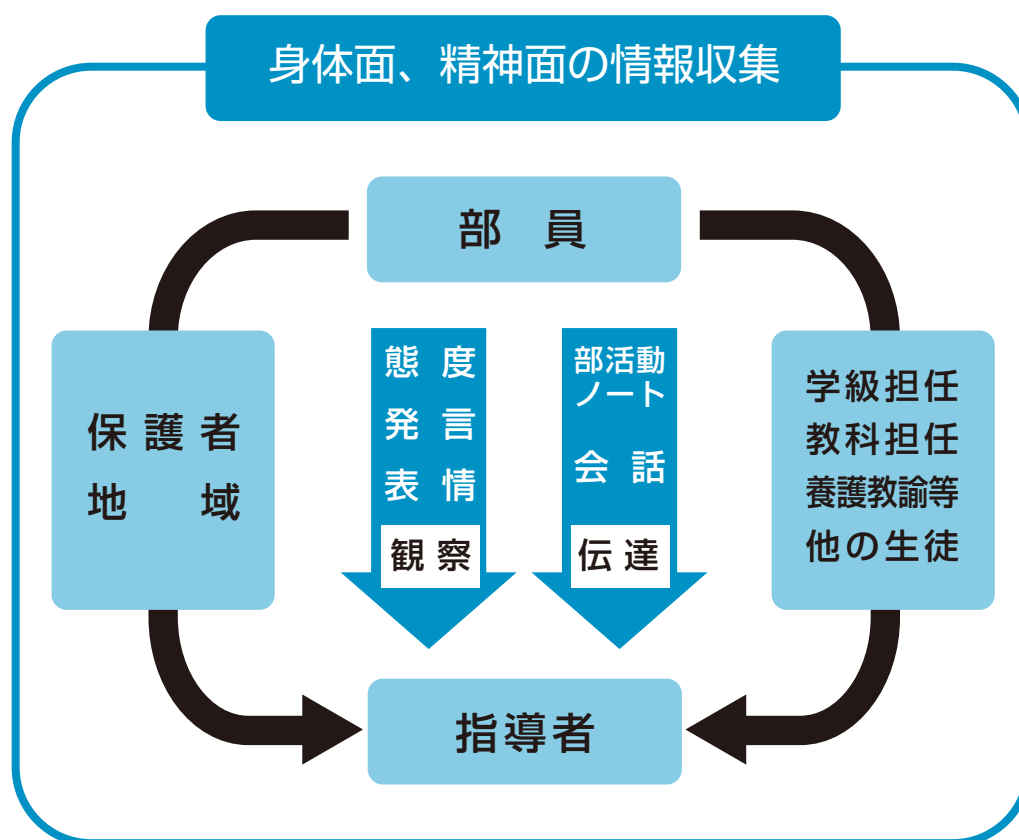 身体面、精神面の情報収集
部員
保護者
地域
態度
発言
表情
観察
部活動
ノート
会話
伝達
学級担任
教科担任
養護教諭等
他の生徒
指導者